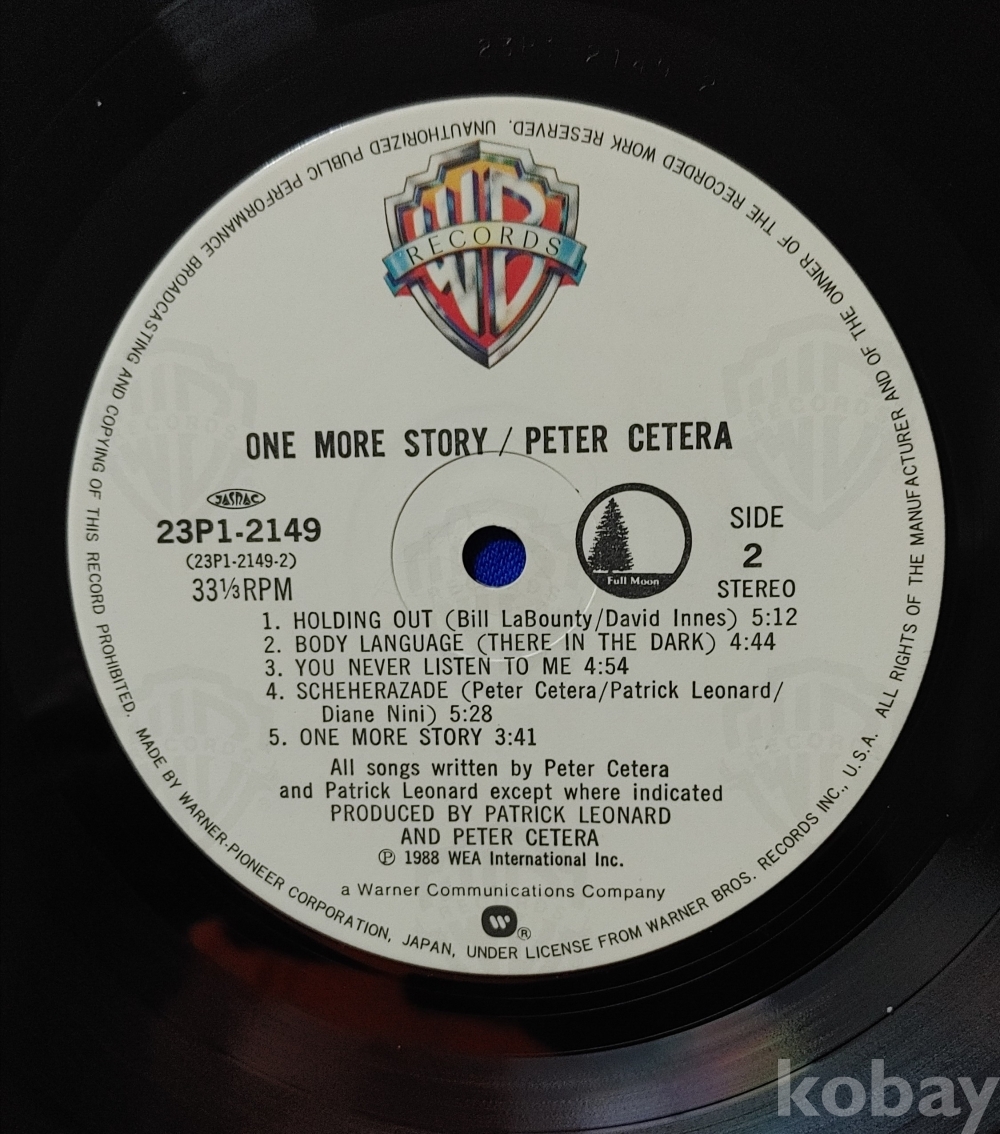 RECORDS
ONE MORE STORY / PETER CETERA
JASRAC
23P1-2149
(23P1-2149-2)
33⅓RPM
Full Moon
SIDE
2
STEREO
1. HOLDING OUT (Bill LaBounty/David Innes) 5:12
2. BODY LANGUAGE (THERE IN THE DARK) 4:44
3. YOU NEVER LISTEN TO ME 4:54
4. SCHEHERAZADE (Peter Cetera/Patrick Leonard/
Diane Nini) 5:28
5. ONE MORE STORY 3:41
All songs written by Peter Cetera
and Patrick Leonard except where indicated
PRODUCED BY PATRICK LEONARD
AND PETER CETERA
℗ 1988 WEA International Inc.
a Warner Communications Company
®
MADE BY WARNER-PIONEER CORPORATION, JAPAN, UNDER LICENSE FROM WARNER BROS. RECORDS INC., U.S.A. ALL RIGHTS OF THE MANUFACTURER AND OF THE OWNER OF THE RECORDED WORK RESERVED. UNAUTHORIZED PUBLIC PERFORMANCE BROADCASTING AND COPYING OF THIS RECORD PROHIBITED.
kobay